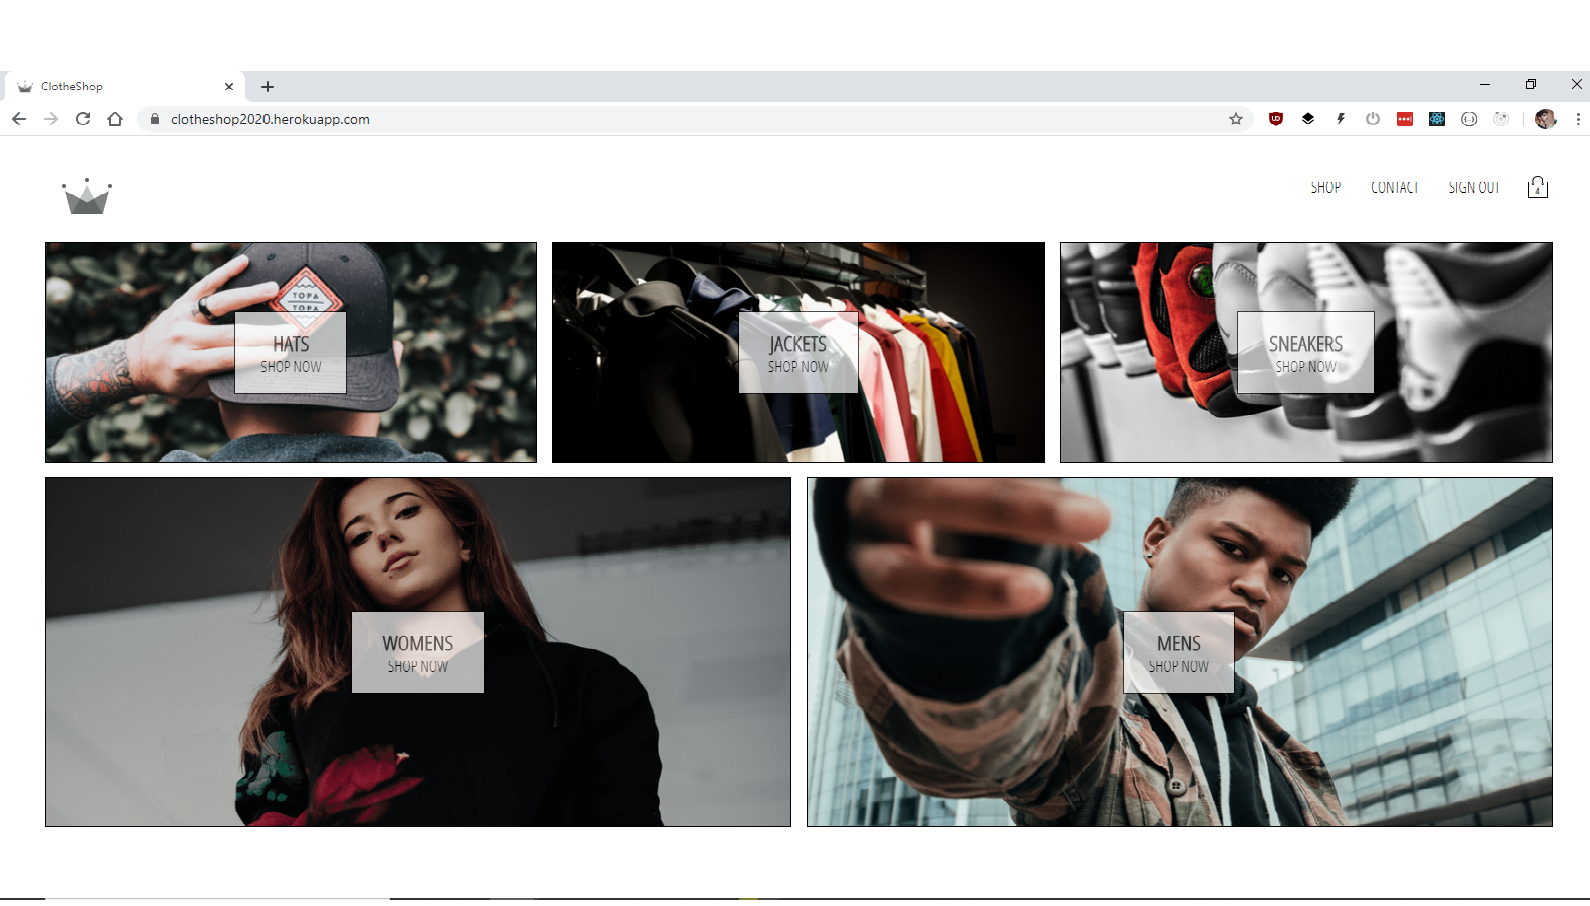 ClotheShop
clotheshop2020.herokuapp.com
SHOP CONTACT SIGN OUT 4
TOPA
TOPA
HATS
SHOP NOW
JACKETS
SHOP NOW
SNEAKERS
SHOP NOW
WOMENS
SHOP NOW
MENS
SHOP NOW